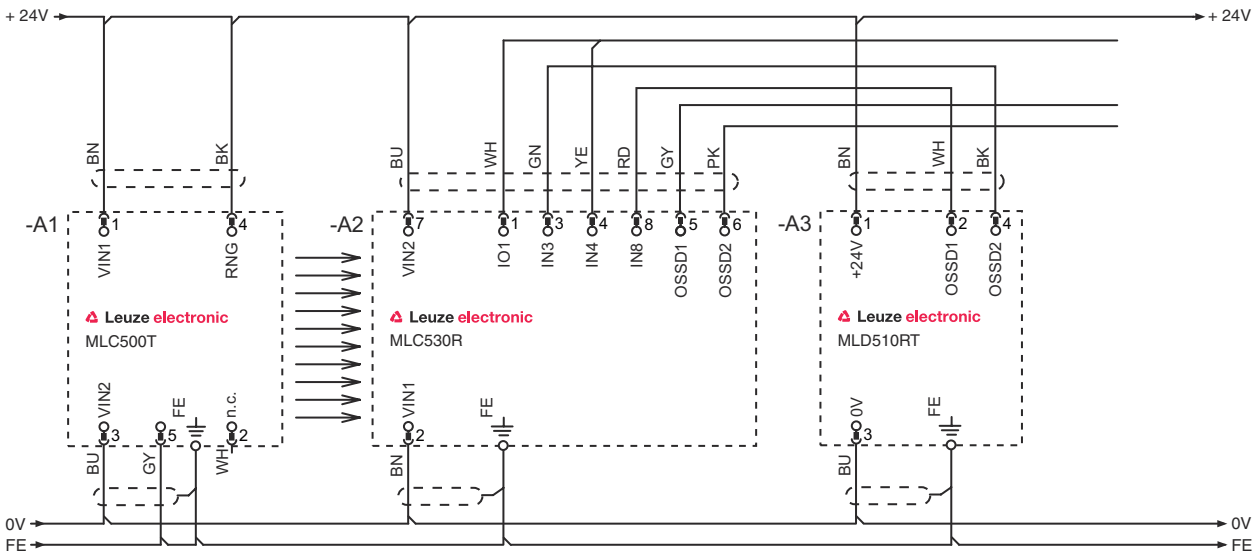 + 24V
+ 24V
BN
BK
BU
WH
GN
YE
RD
GY
PK
BN
WH
BK
-A1
1
4
-A2
7
1
3
4
8
5
6
-A3
1
2
4
VIN1
RNG
VIN2
IO1
IN3
IN4
IN8
OSSD1
OSSD2
+24V
OSSD1
OSSD2
Leuze electronic
MLC500T
Leuze electronic
MLC530R
Leuze electronic
MLD510RT
VIN2
FE
n.c.
VIN1
FE
0V
FE
3
5
2
2
3
BU
GY
WH
BN
BU
0V
0V
FE
FE